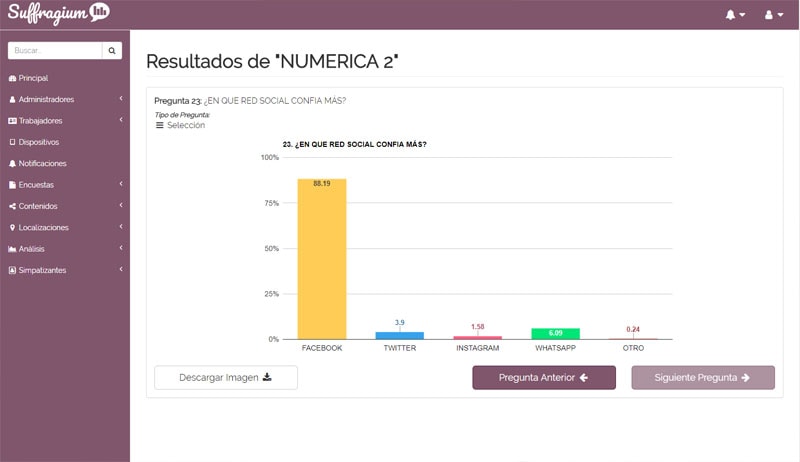 Suffragium
Buscar...
Principal
Administradores
Trabajadores
Dispositivos
Notificaciones
Encuestas
Contenidos
Localizaciones
Análisis
Simpatizantes
Resultados de "NUMERICA 2"
Pregunta 23: ¿EN QUE RED SOCIAL CONFIA MÁS?
Tipo de Pregunta:
Selección
23. ¿EN QUE RED SOCIAL CONFIA MÁS?
100%
75%
50%
25%
0%
88.19
3.9
1.58
6.09
0.24
FACEBOOK
TWITTER
INSTAGRAM
WHATSAPP
OTRO
Descargar Imagen
Pregunta Anterior
Siguiente Pregunta